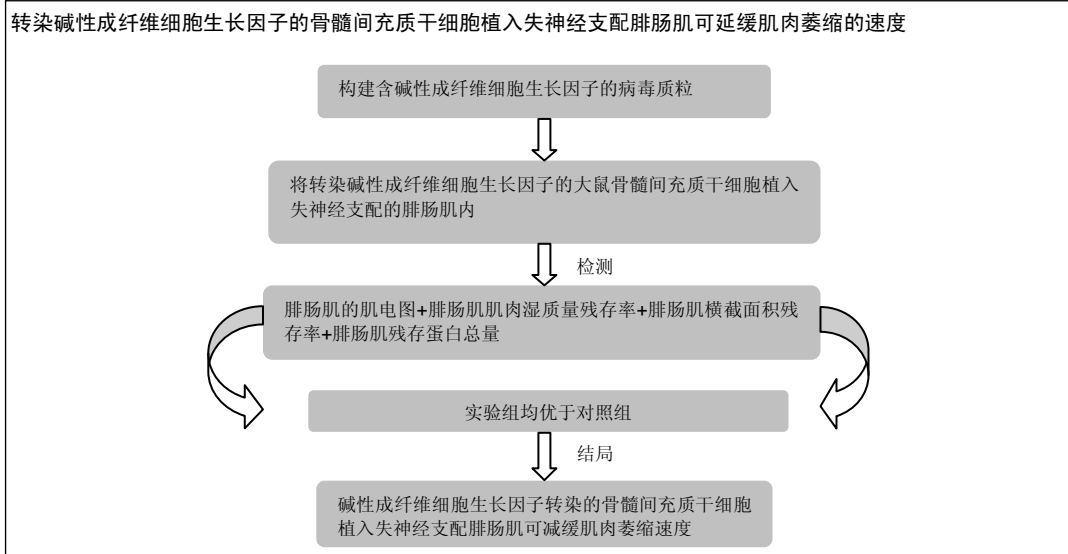 转染碱性成纤维细胞生长因子的骨髓间充质干细胞植入失神经支配腓肠肌可延缓肌肉萎缩的速度
构建含碱性成纤维细胞生长因子的病毒质粒
将转染碱性成纤维细胞生长因子的大鼠骨髓间充质干细胞植入
失神经支配的腓肠肌内
检测
腓肠肌的肌电图+腓肠肌肌肉湿质量残存率+腓肠肌横截面积残
存率+腓肠肌残存蛋白总量
实验组均优于对照组
结局
碱性成纤维细胞生长因子转染的骨髓间充质干细胞
植入失神经支配腓肠肌可减缓肌肉萎缩速度